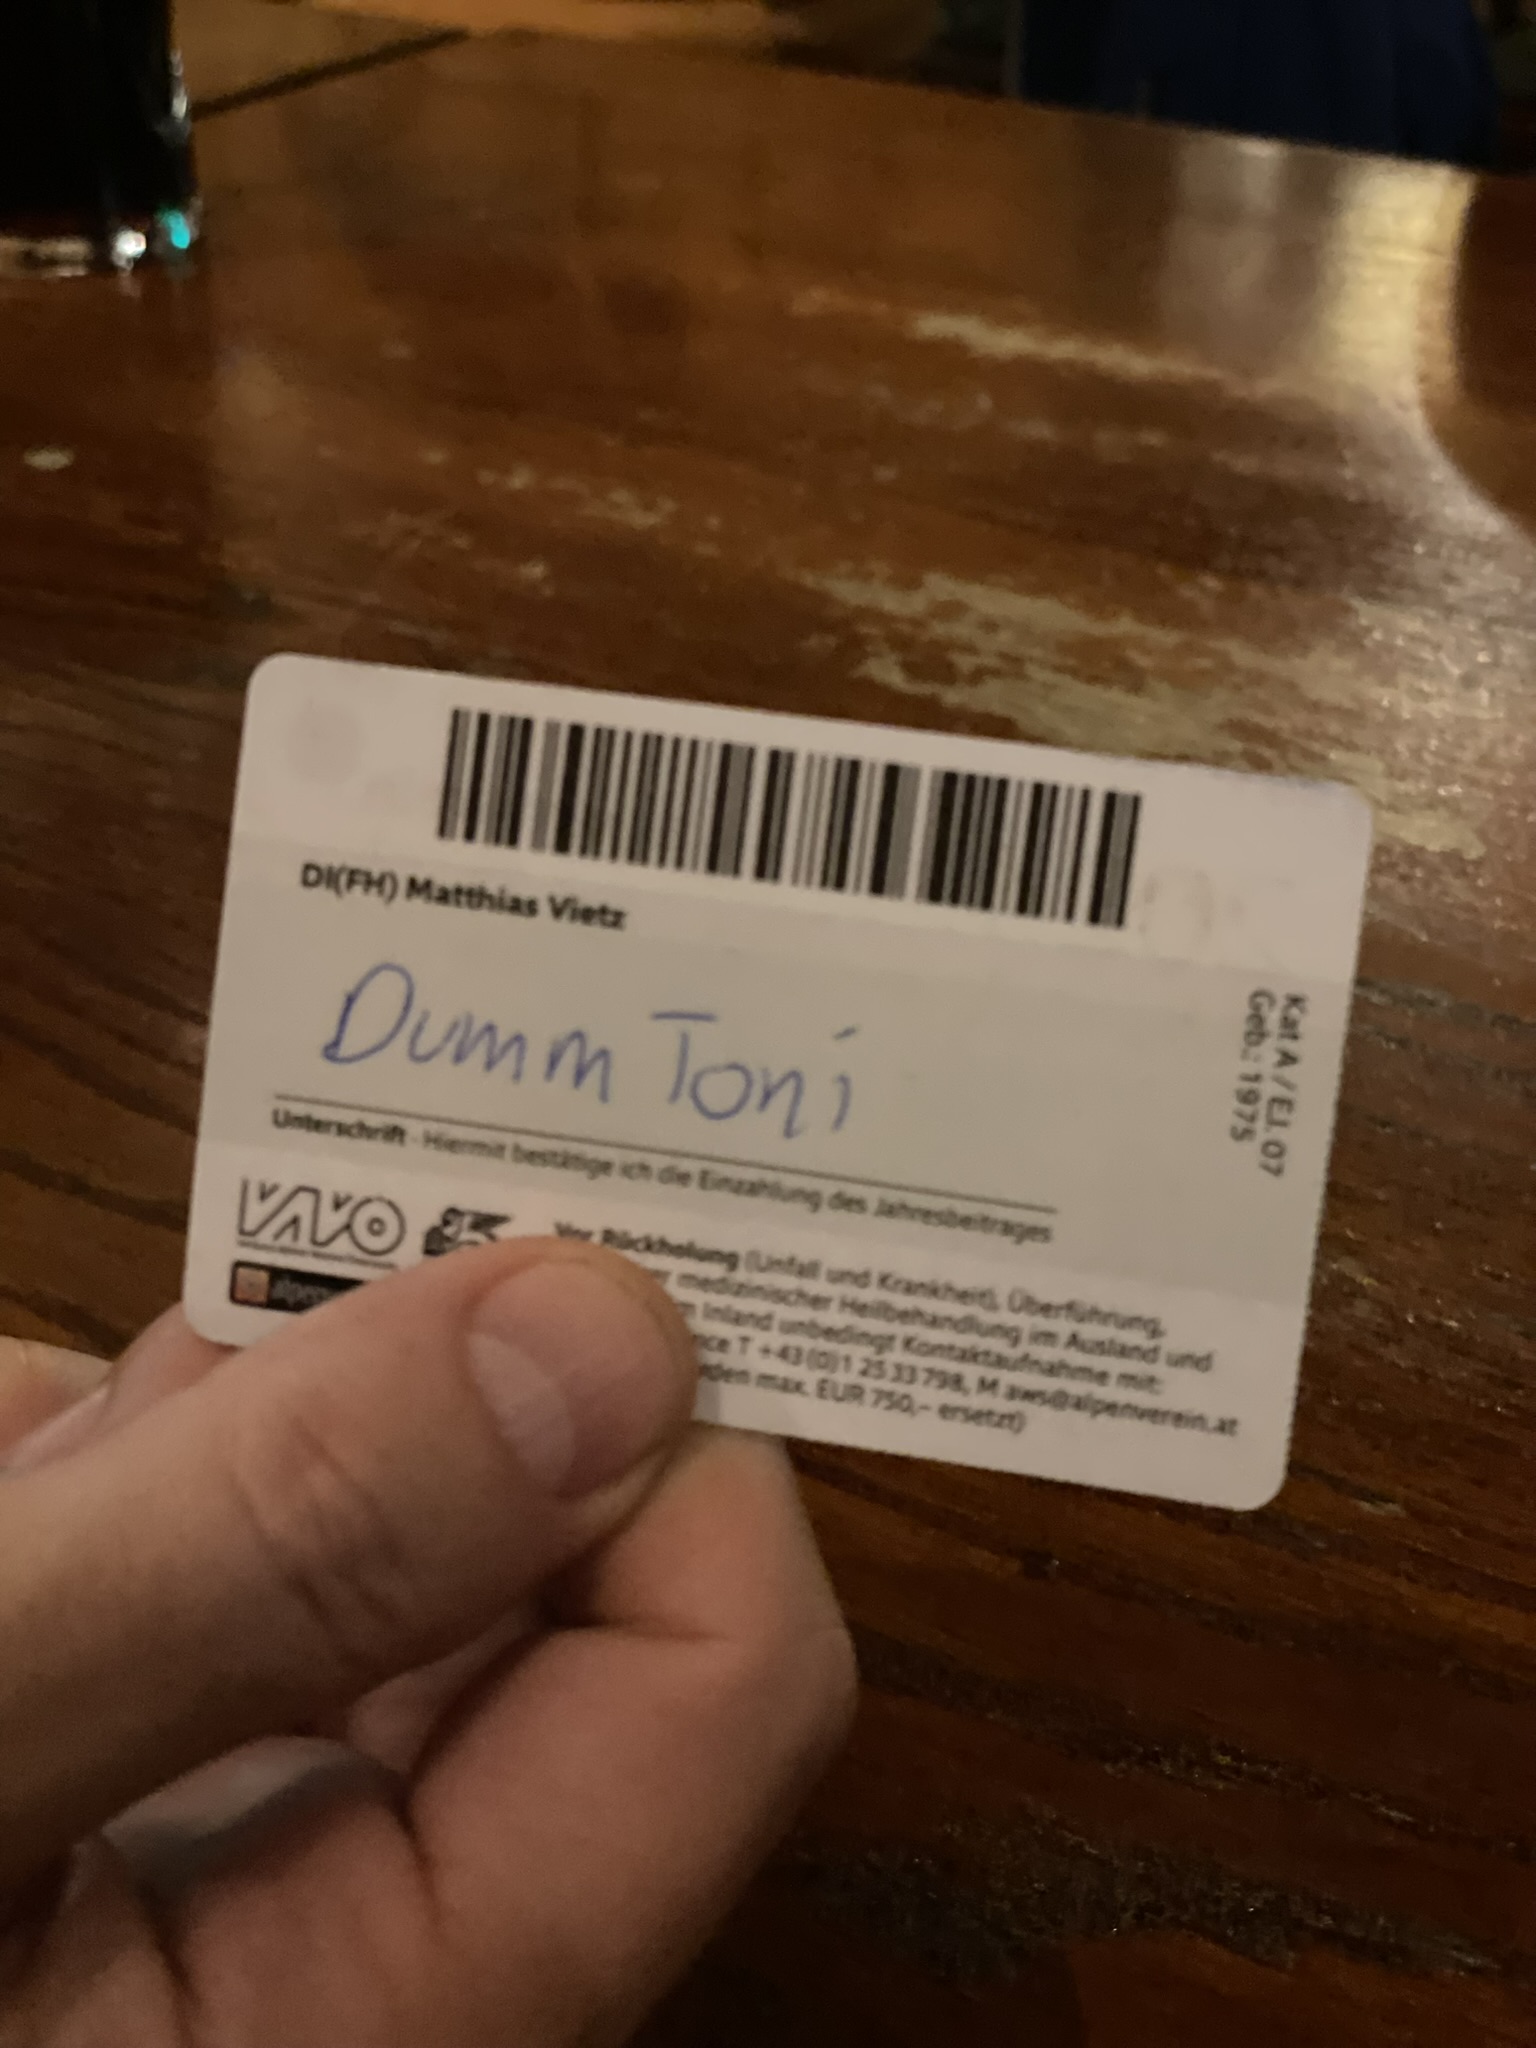 DI(FH) Matthias Vietz
Dumm Toni
Kat A / EJ. 07
Geb.: 1975
Unterschrift - Hiermit bestätige ich die Einzahlung des Jahresbeitrages
VAVO
Vor Rückholung (Unfall und Krankheit), Überführung,
medizinischer Heilbehandlung im Ausland und
Inland unbedingt Kontaktaufnahme mit:
T +43(0)1 25 33 798, M aws@alpenverein.at
max. EUR 750,– ersetzt)